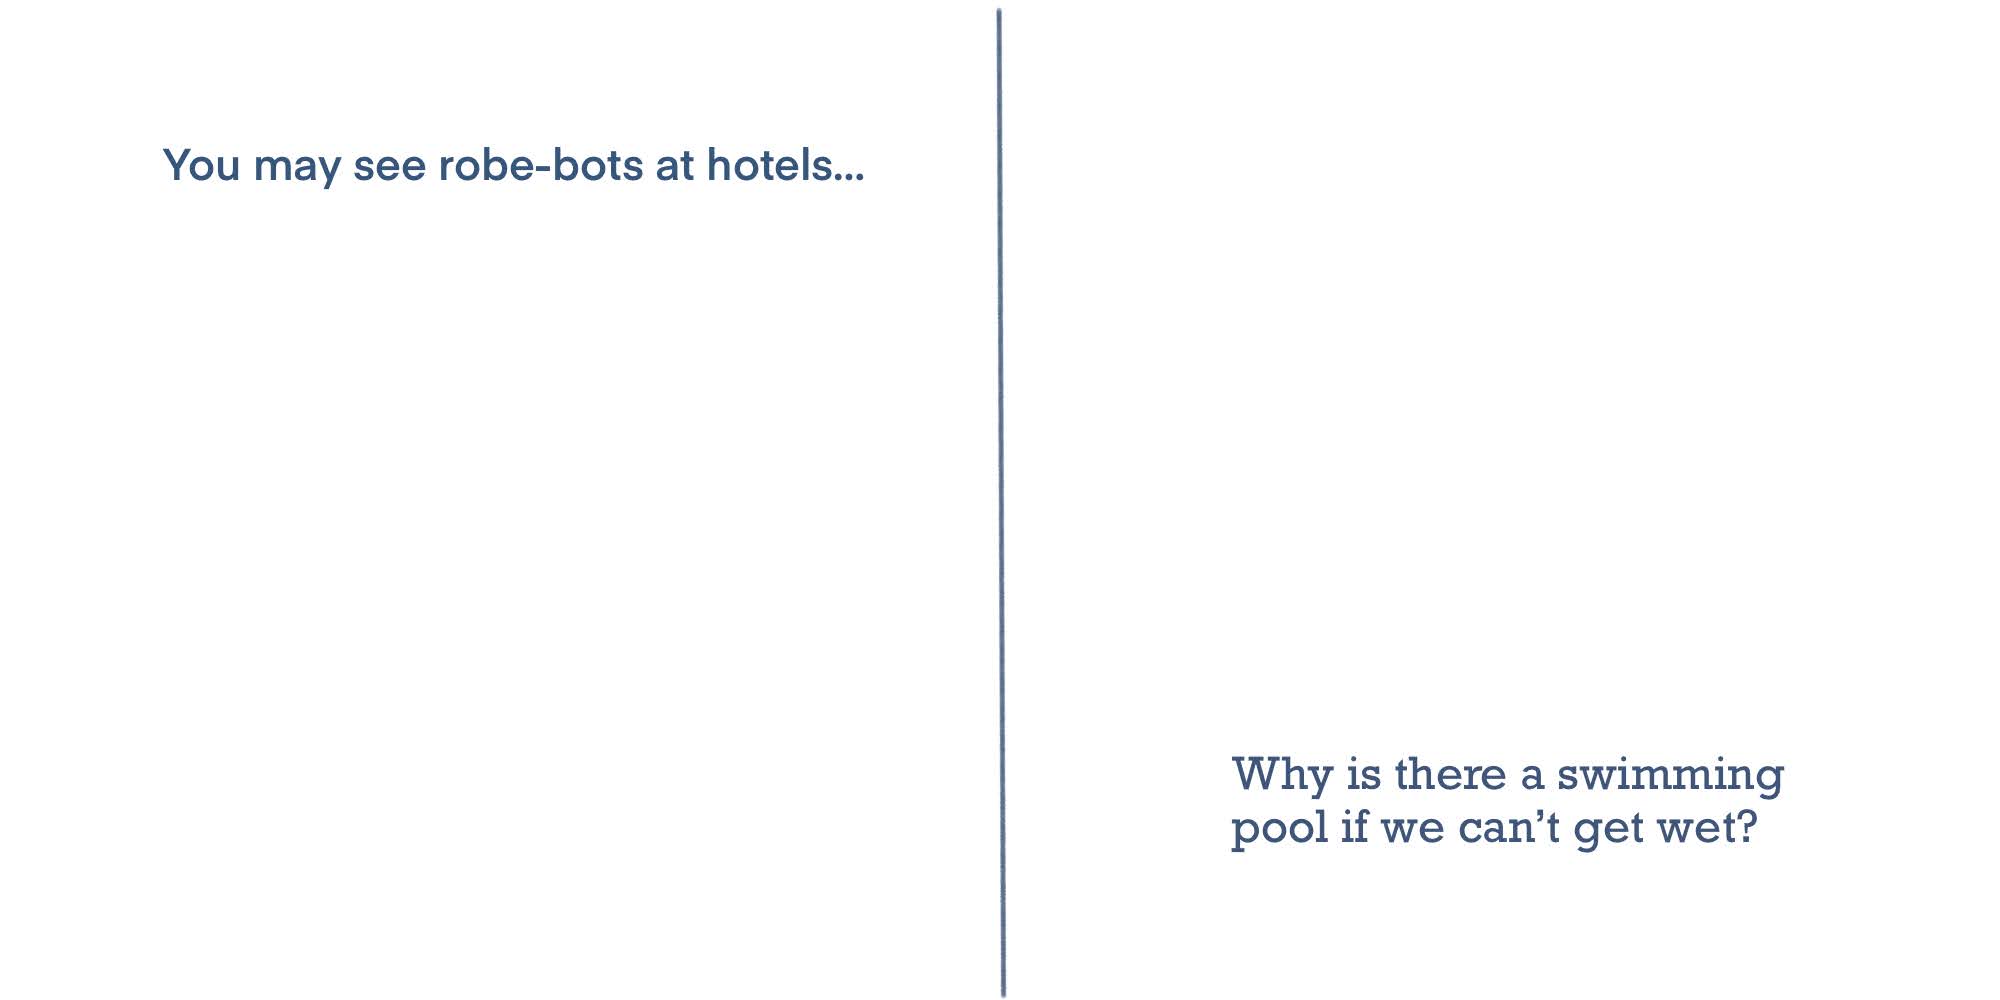 You may see robe-bots at hotels...
Why is there a swimming
pool if we can’t get wet?